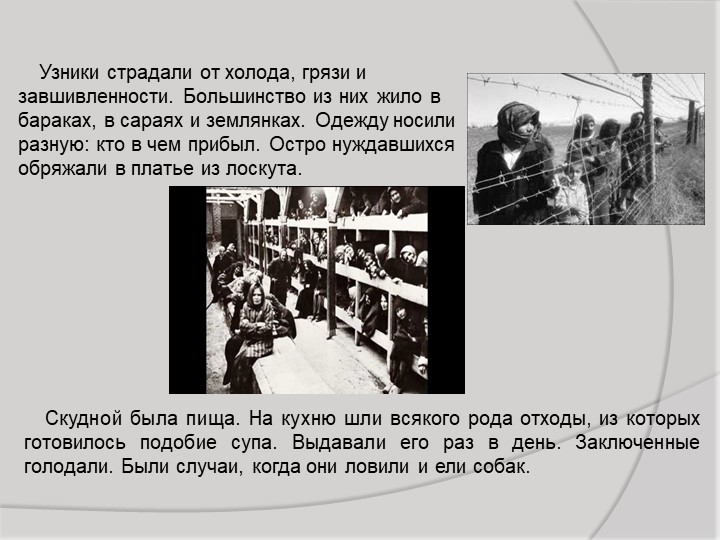 Узники страдали от холода, грязи и
завшивленности. Большинство из них жило в
бараках, в сараях и землянках. Одежду носили
разную: кто в чем прибыл. Остро нуждавшихся
обряжали в платье из лоскута.
Скудной была пища. На кухню шли всякого рода отходы, из которых
готовилось подобие супа. Выдавали его раз в день. Заключенные
голодали. Были случаи, когда они ловили и ели собак.